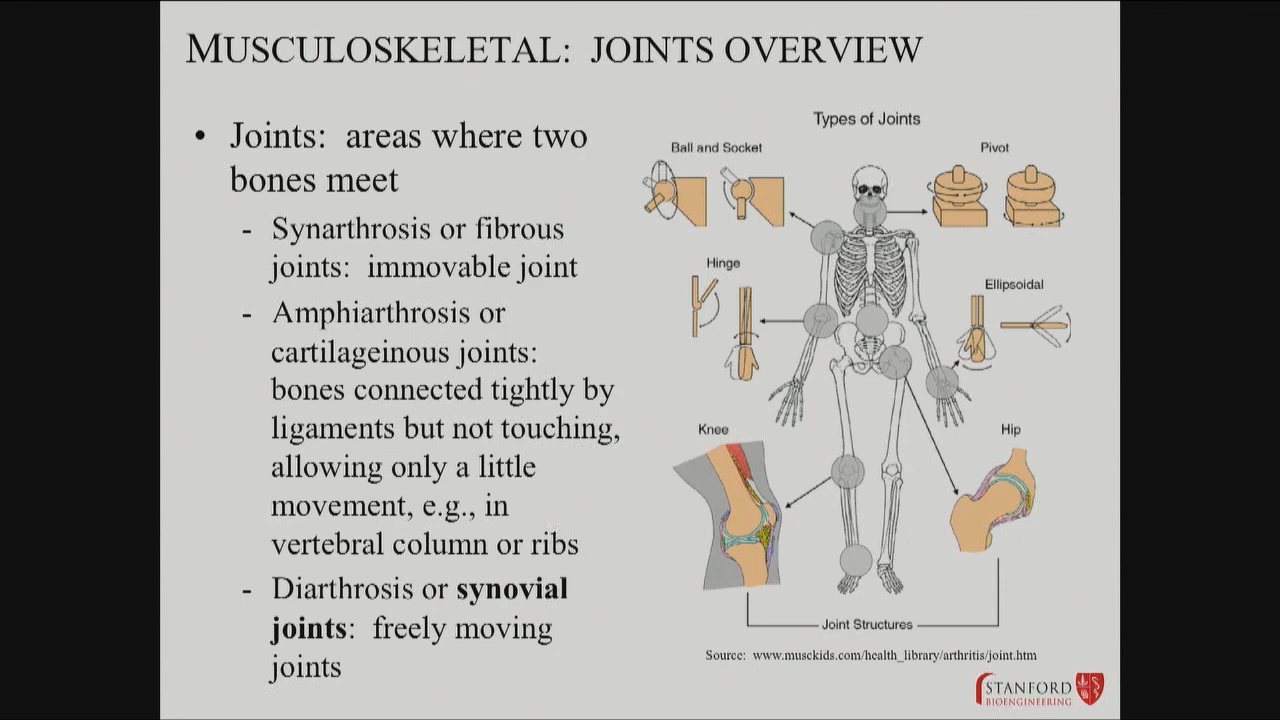 MUSCULOSKELETAL: JOINTS OVERVIEW
• Joints: areas where two
bones meet
- Synarthrosis or fibrous
joints: immovable joint
- Amphiarthrosis or
cartilageinous joints:
bones connected tightly by
ligaments but not touching,
allowing only a little
movement, e.g., in
vertebral column or ribs
- Diarthrosis or synovial
joints: freely moving
joints
Types of Joints
Ball and Socket
Pivot
Hinge
Ellipsoidal
Knee
Hip
Joint Structures
Source: www.musckids.com/health_library/arthritis/joint.htm
STANFORD
BIOENGINEERING